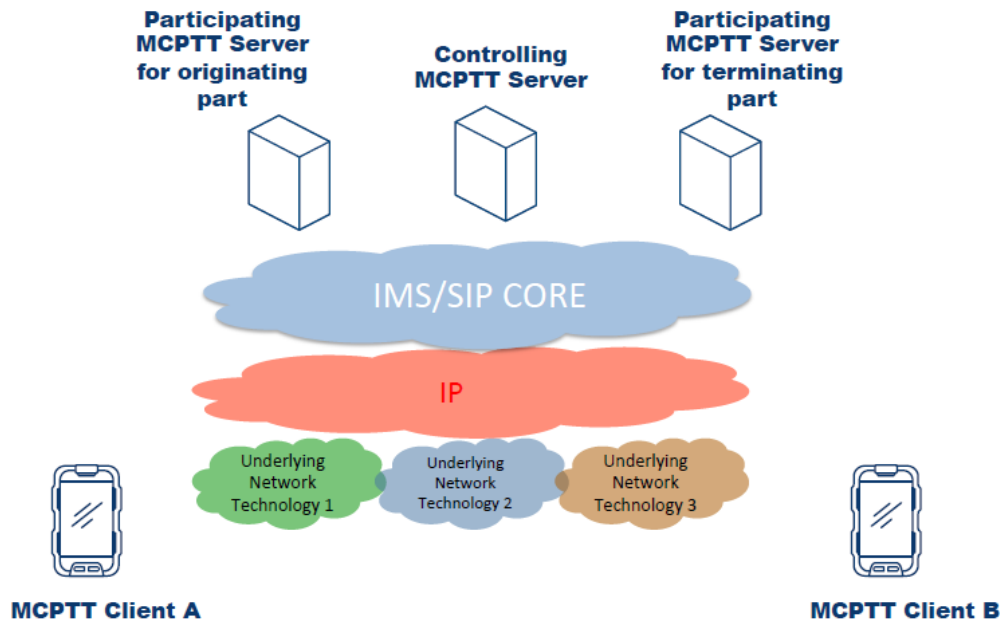 Participating
MCPTT Server
for originating
part
Controlling
MCPTT Server
Participating
MCPTT Server
for terminating
part
IMS/SIP CORE
IP
Underlying
Network
Technology 1
Underlying
Network
Technology 2
Underlying
Network
Technology 3
MCPTT Client A
MCPTT Client B